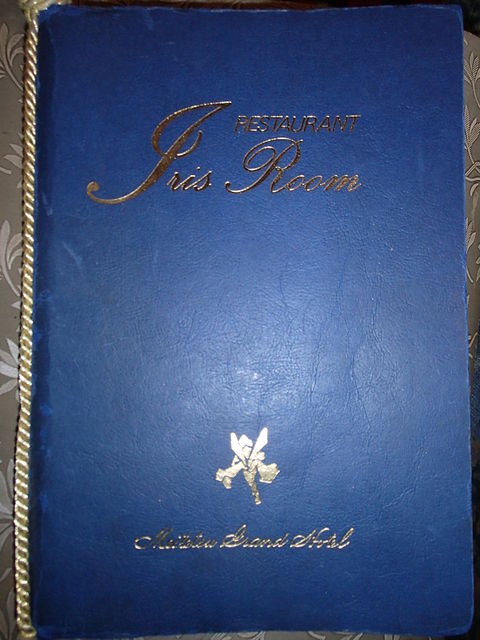 RESTAURANT
Iris Room
Meitetsu Grand Hotel